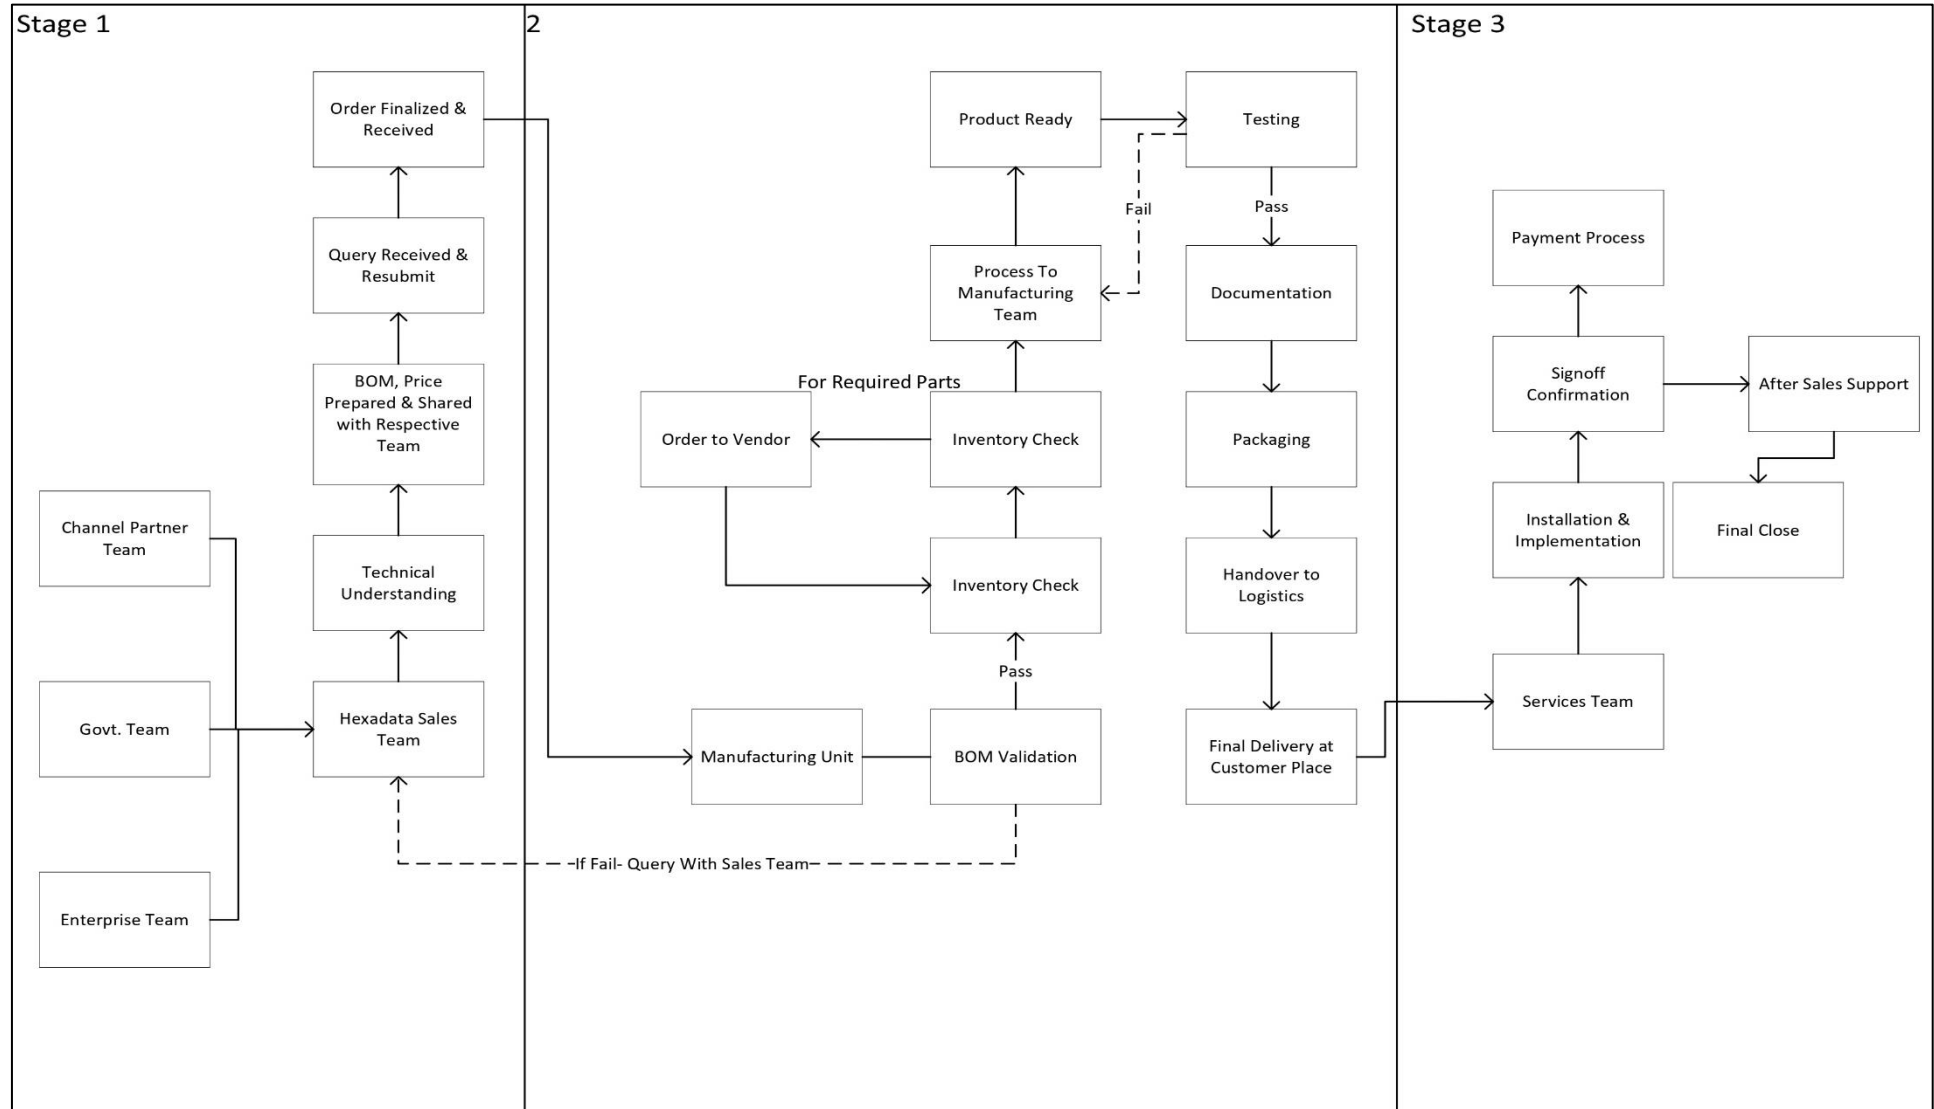 Stage 1
2
Stage 3
Order Finalized &
Received
Query Received &
Resubmit
BOM, Price
Prepared & Shared
with Respective
Team
Channel Partner
Team
Technical
Understanding
Govt. Team
Hexadata Sales
Team
Enterprise Team
Product Ready
Testing
Fail
Pass
Process To
Manufacturing
Team
Documentation
For Required Parts
Order to Vendor
Inventory Check
Packaging
Inventory Check
Handover to
Logistics
Pass
Manufacturing Unit
BOM Validation
Final Delivery at
Customer Place
If Fail- Query With Sales Team
Payment Process
Signoff
Confirmation
After Sales Support
Installation &
Implementation
Final Close
Services Team